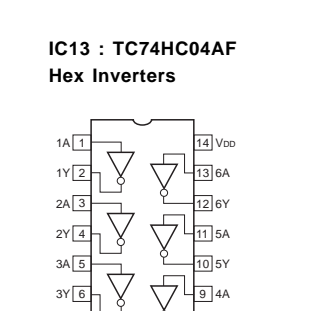 IC13 : TC74HC04AF
Hex Inverters
1A 1 14 VDD
1Y 2 13 6A
2A 3 12 6Y
2Y 4 11 5A
3A 5 10 5Y
3Y 6 9 4A